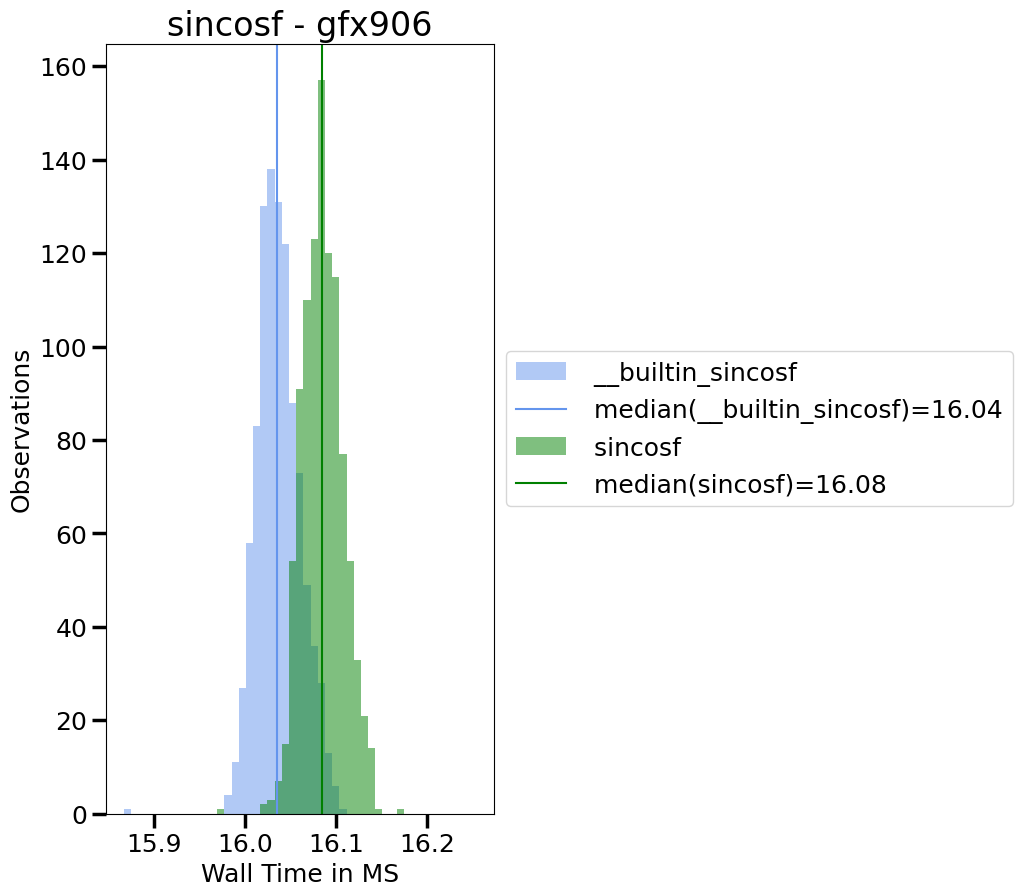 sincosf - gfx906
160
140
120
100
80
60
40
20
0
Observations
15.9 16.0 16.1 16.2
Wall Time in MS
__builtin_sincosf
median(__builtin_sincosf)=16.04
sincosf
median(sincosf)=16.08